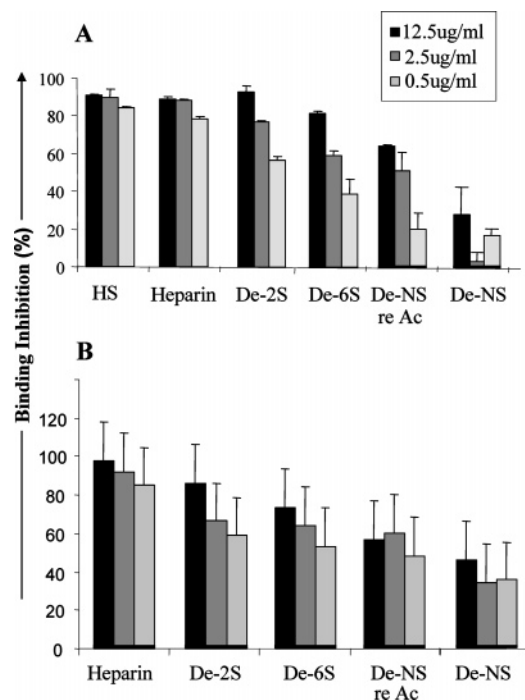 A
12.5ug/ml
2.5ug/ml
0.5ug/ml
100
80
60
40
20
0
HS Heparin De-2S De-6S De-NS re Ac De-NS
Binding Inhibition (%)
B
120
100
80
60
40
20
0
Heparin De-2S De-6S De-NS re Ac De-NS